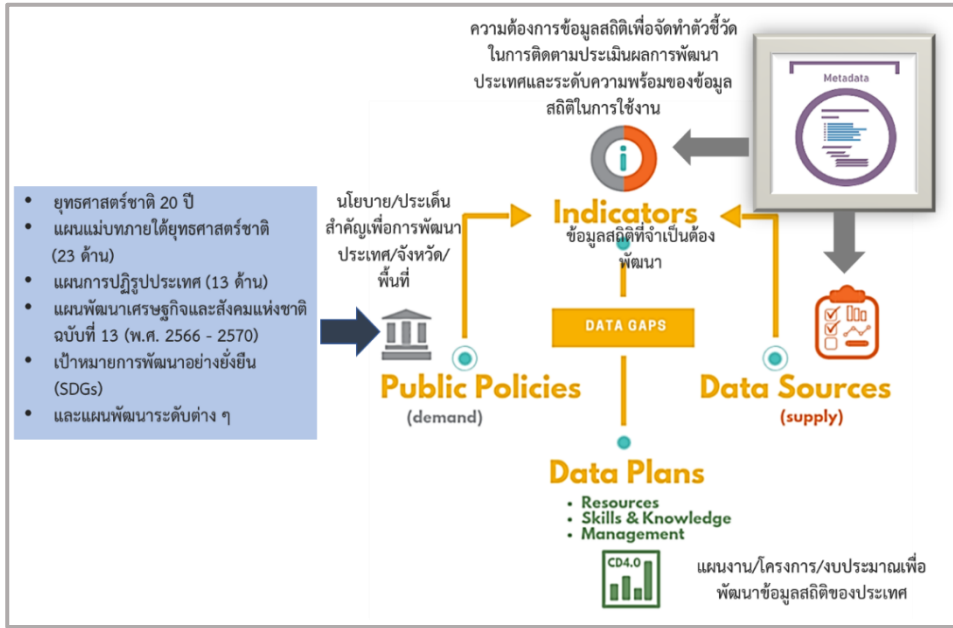 ความต้องการข้อมูลสถิติเพื่อจัดทำตัวชี้วัด
ในการติดตามประเมินผลการพัฒนา
ประเทศและระดับความพร้อมของข้อมูล
สถิติในการใช้งาน
Metadata
• ยุทธศาสตร์ชาติ 20 ปี
• แผนแม่บทภายใต้ยุทธศาสตร์ชาติ
(23 ด้าน)
• แผนการปฏิรูปประเทศ (13 ด้าน)
• แผนพัฒนาเศรษฐกิจและสังคมแห่งชาติ
ฉบับที่ 13 (พ.ศ. 2566 - 2570)
• เป้าหมายการพัฒนาอย่างยั่งยืน
(SDGs)
• และแผนพัฒนาระดับต่าง ๆ
นโยบาย/ประเด็น
สำคัญเพื่อการพัฒนา
ประเทศ/จังหวัด/
พื้นที่
Indicators
ข้อมูลสถิติที่จำเป็นต้อง
พัฒนา
DATA GAPS
Public Policies
(demand)
Data Sources
(supply)
Data Plans
• Resources
• Skills & Knowledge
• Management
CD4.0
แผนงาน/โครงการ/งบประมาณเพื่อ
พัฒนาข้อมูลสถิติของประเทศ